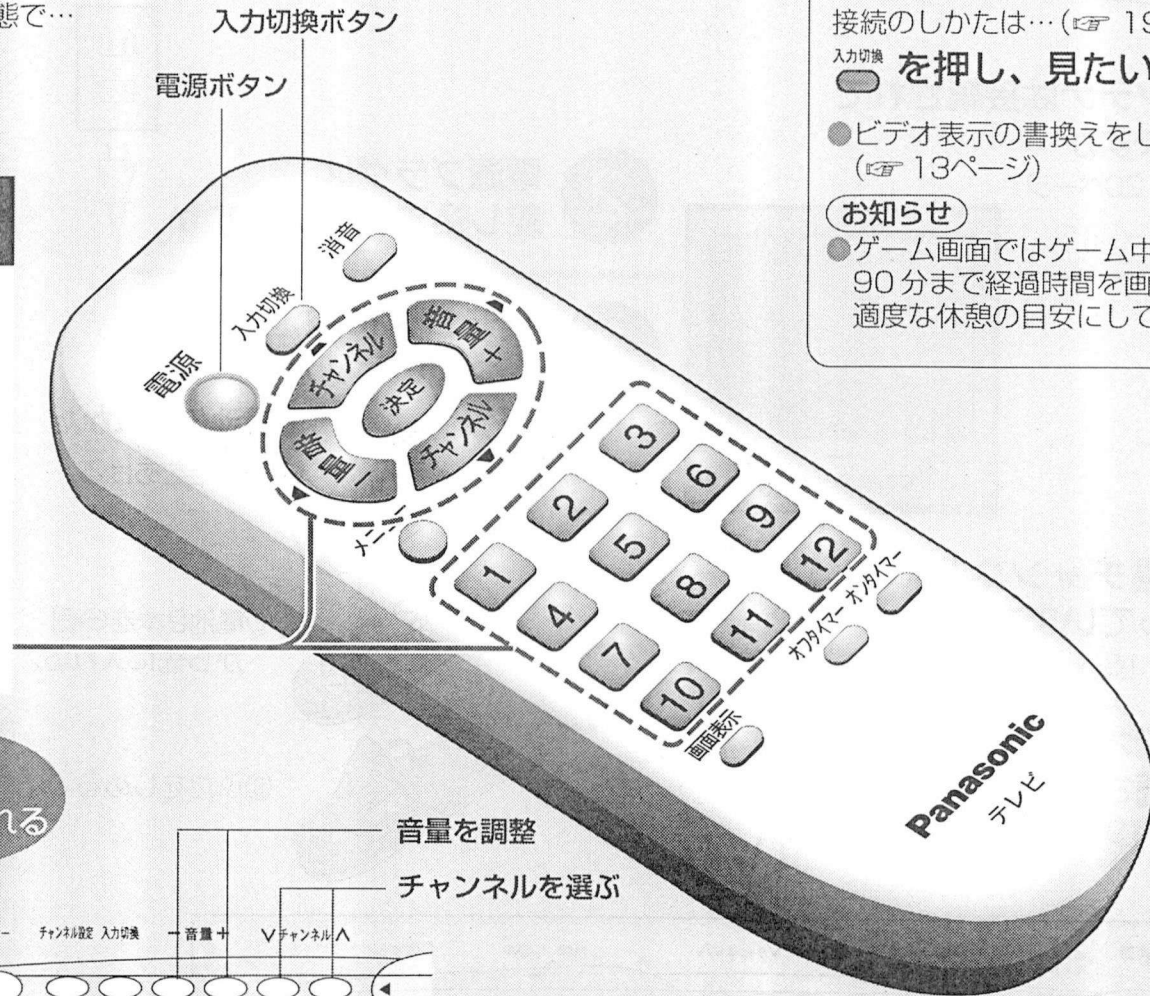 態で…
入力切換ボタン
電源ボタン
接続のしかたは…(☞ 19
入力切換 を押し、見たい
●ビデオ表示の書換えをし
(☞ 13ページ)
お知らせ
●ゲーム画面ではゲーム中
90分まで経過時間を画
適度な休憩の目安にして
消音
入力切換
電源
チャンネル
音量+
決定
音量−
チャンネル
メニュー
3
6
9
12
2
5
8
11
1
4
7
10
オンタイマー
オフタイマー
画面表示
Panasonic
テレビ
れる
音量を調整
チャンネルを選ぶ
チャンネル設定 入力切換 −音量+ ∨チャンネル∧